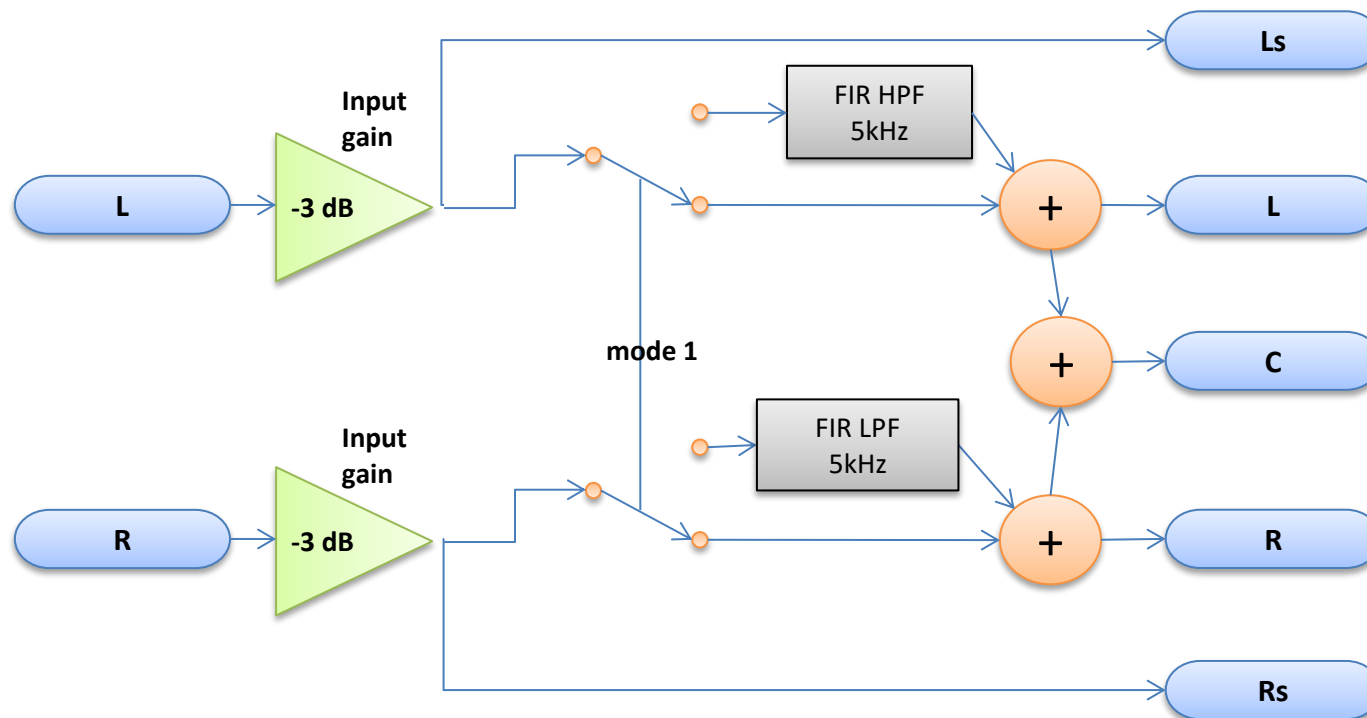 Ls
Input
gain
FIR HPF
5kHz
L
-3 dB
+
L
mode 1
+
C
Input
gain
FIR LPF
5kHz
R
-3 dB
+
R
Rs